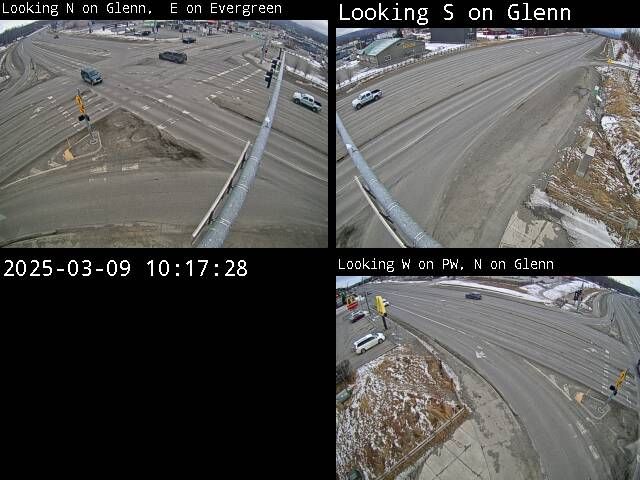 Looking N on Glenn,  E on Evergreen
Looking S on Glenn
2025-03-09 10:17:28
Looking W on PW, N on Glenn